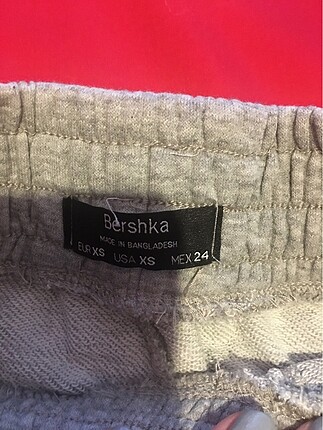 Bershka
MADE IN BANGLADESH
EUR XS USA XS MEX 24